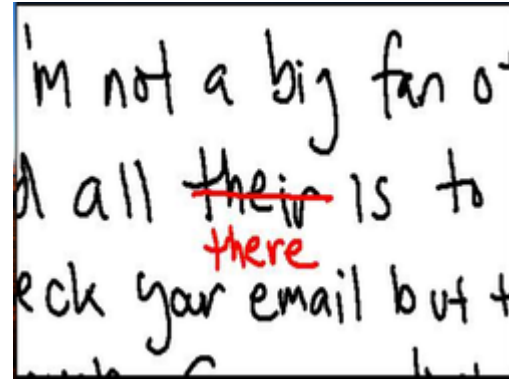 'm not a big fan
all their is to
there
eck your email but